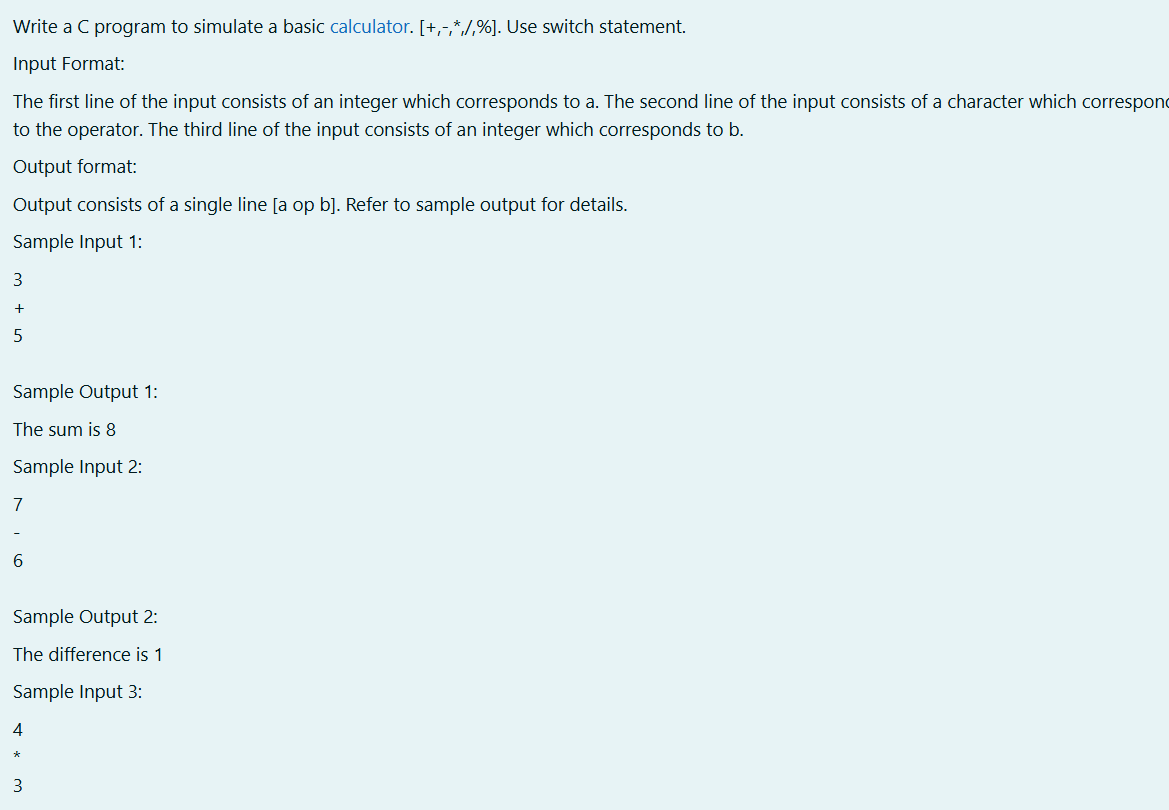 Write a C program to simulate a basic calculator. [+,-,*,/,%]. Use switch statement.
Input Format:
The first line of the input consists of an integer which corresponds to a. The second line of the input consists of a character which correspon
to the operator. The third line of the input consists of an integer which corresponds to b.
Output format:
Output consists of a single line [a op b]. Refer to sample output for details.
Sample Input 1:
3
+
5
Sample Output 1:
The sum is 8
Sample Input 2:
7
-
6
Sample Output 2:
The difference is 1
Sample Input 3:
4
*
3